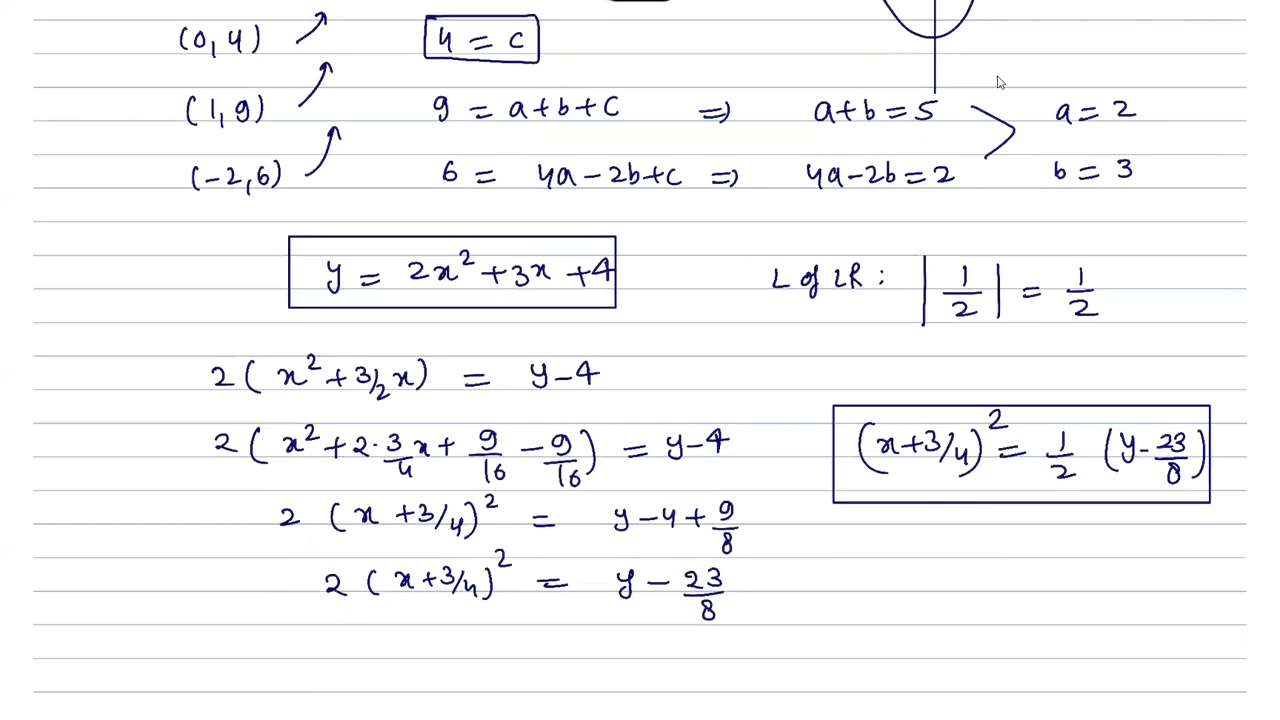 (0, 4) 4 = c
(1, 9) 9 = a + b + c ⇒ a + b = 5 a = 2
(-2, 6) 6 = 4a - 2b + c ⇒ 4a - 2b = 2 b = 3
y = 2x² + 3x + 4 L of LR : |1/2| = 1/2
2(x² + 3/2 x) = y - 4
2(x² + 2·3/4 x + 9/16 - 9/16) = y - 4 (x + 3/4)² = 1/2 (y - 23/8)
2 (x + 3/4)² = y - 4 + 9/8
2 (x + 3/4)² = y - 23/8